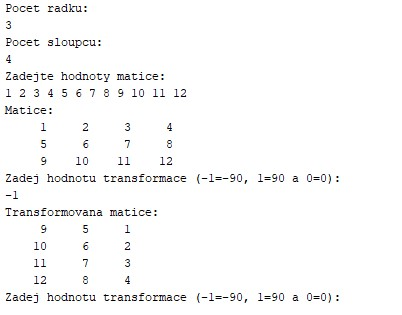 Pocet radku:
3
Pocet sloupcu:
4
Zadejte hodnoty matice:
1 2 3 4 5 6 7 8 9 10 11 12
Matice:
1 2 3 4
5 6 7 8
9 10 11 12
Zadej hodnotu transformace (-1=-90, 1=90 a 0=0):
-1
Transformovana matice:
9 5 1
10 6 2
11 7 3
12 8 4
Zadej hodnotu transformace (-1=-90, 1=90 a 0=0):